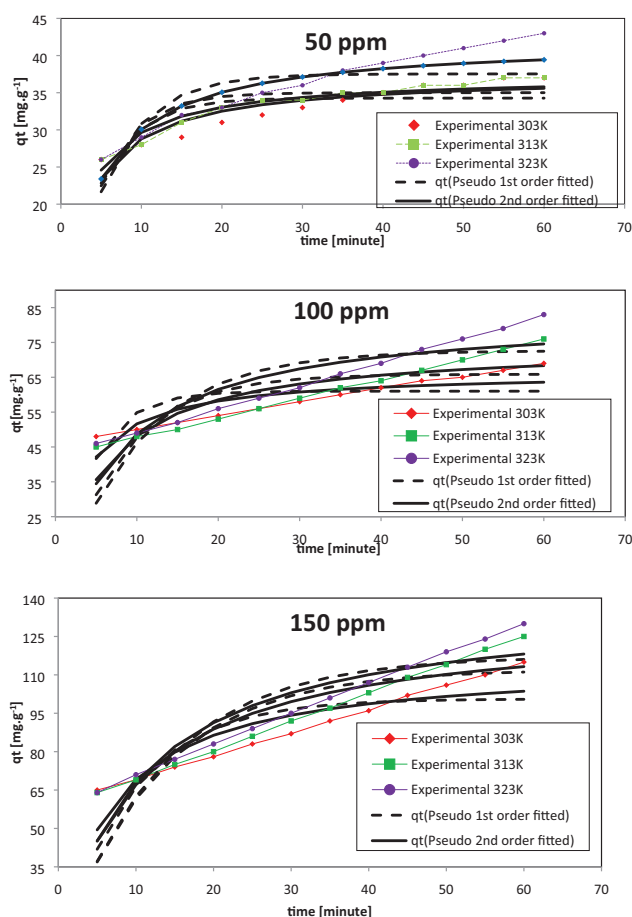 50 ppm
45
40
35
30
25
20
qt [mg.g-1]
Experimental 303K
Experimental 313K
Experimental 323K
qt(Pseudo 1st order fitted)
qt(Pseudo 2nd order fitted)
0 10 20 30 40 50 60 70
time [minute]
100 ppm
85
75
65
55
45
35
25
qt[mg.g-1]
Experimental 303K
Experimental 313K
Experimental 323K
qt(Pseudo 1st order fitted)
qt(Pseudo 2nd order fitted)
0 10 20 30 40 50 60 70
time [minute]
150 ppm
140
125
110
95
80
65
50
35
qt [mg.g-1]
Experimental 303K
Experimental 313K
Experimental 323K
qt(Pseudo 1st order fitted)
qt(Pseudo 2nd order fitted)
0 10 20 30 40 50 60 70
time [minute]